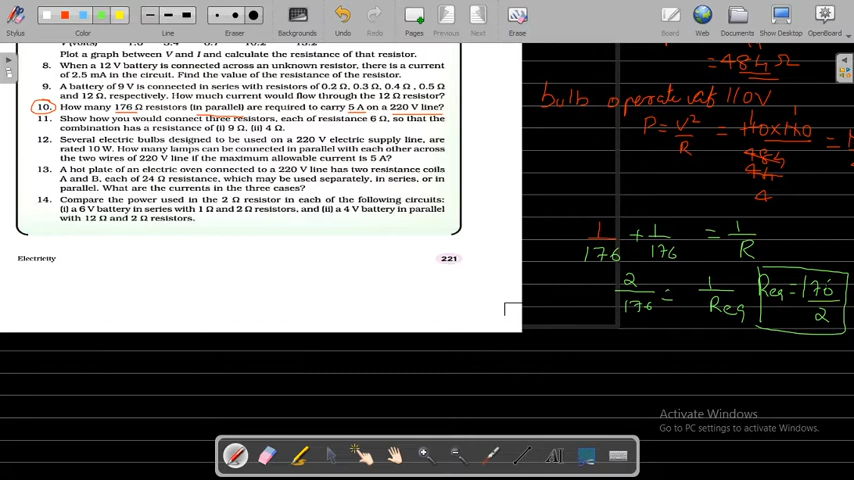 Stylus
Backgrounds
Undo
Redo
Pages
Previous
Next
Erase
Board
Web
Documents
Show Desktop
OpenBoard
Plot a graph between V and I and calculate the resistance of that resistor.
8. When a 12 V battery is connected across an unknown resistor, there is a current
of 2.5 mA in the circuit. Find the value of the resistance of the resistor.
9. A battery of 9 V is connected in series with resistors of 0.2 Ω, 0.3 Ω, 0.4 Ω , 0.5 Ω
and 12 Ω, respectively. How much current would flow through the 12 Ω resistor?
10. How many 176 Ω resistors (in parallel) are required to carry 5 A on a 220 V line?
11. Show how you would connect three resistors, each of resistance 6 Ω, so that the
combination has a resistance of (i) 9 Ω, (ii) 4 Ω.
12. Several electric bulbs designed to be used on a 220 V electric supply line, are
rated 10 W. How many lamps can be connected in parallel with each other across
the two wires of 220 V line if the maximum allowable current is 5 A?
13. A hot plate of an electric oven connected to a 220 V line has two resistance coils
A and B, each of 24 Ω resistance, which may be used separately, in series, or in
parallel. What are the currents in the three cases?
14. Compare the power used in the 2 Ω resistor in each of the following circuits:
(i) a 6 V battery in series with 1 Ω and 2 Ω resistors, and (ii) a 4 V battery in parallel
with 12 Ω and 2 Ω resistors.
Electricity
221
= 484 Ω
bulb operate at 110V
P = V²/R = 110x110
484
44
4
1/176 + 1/176 = 1/R
2/176 = 1/Req
Req = 176/2
Activate Windows
Go to PC settings to activate Windows.